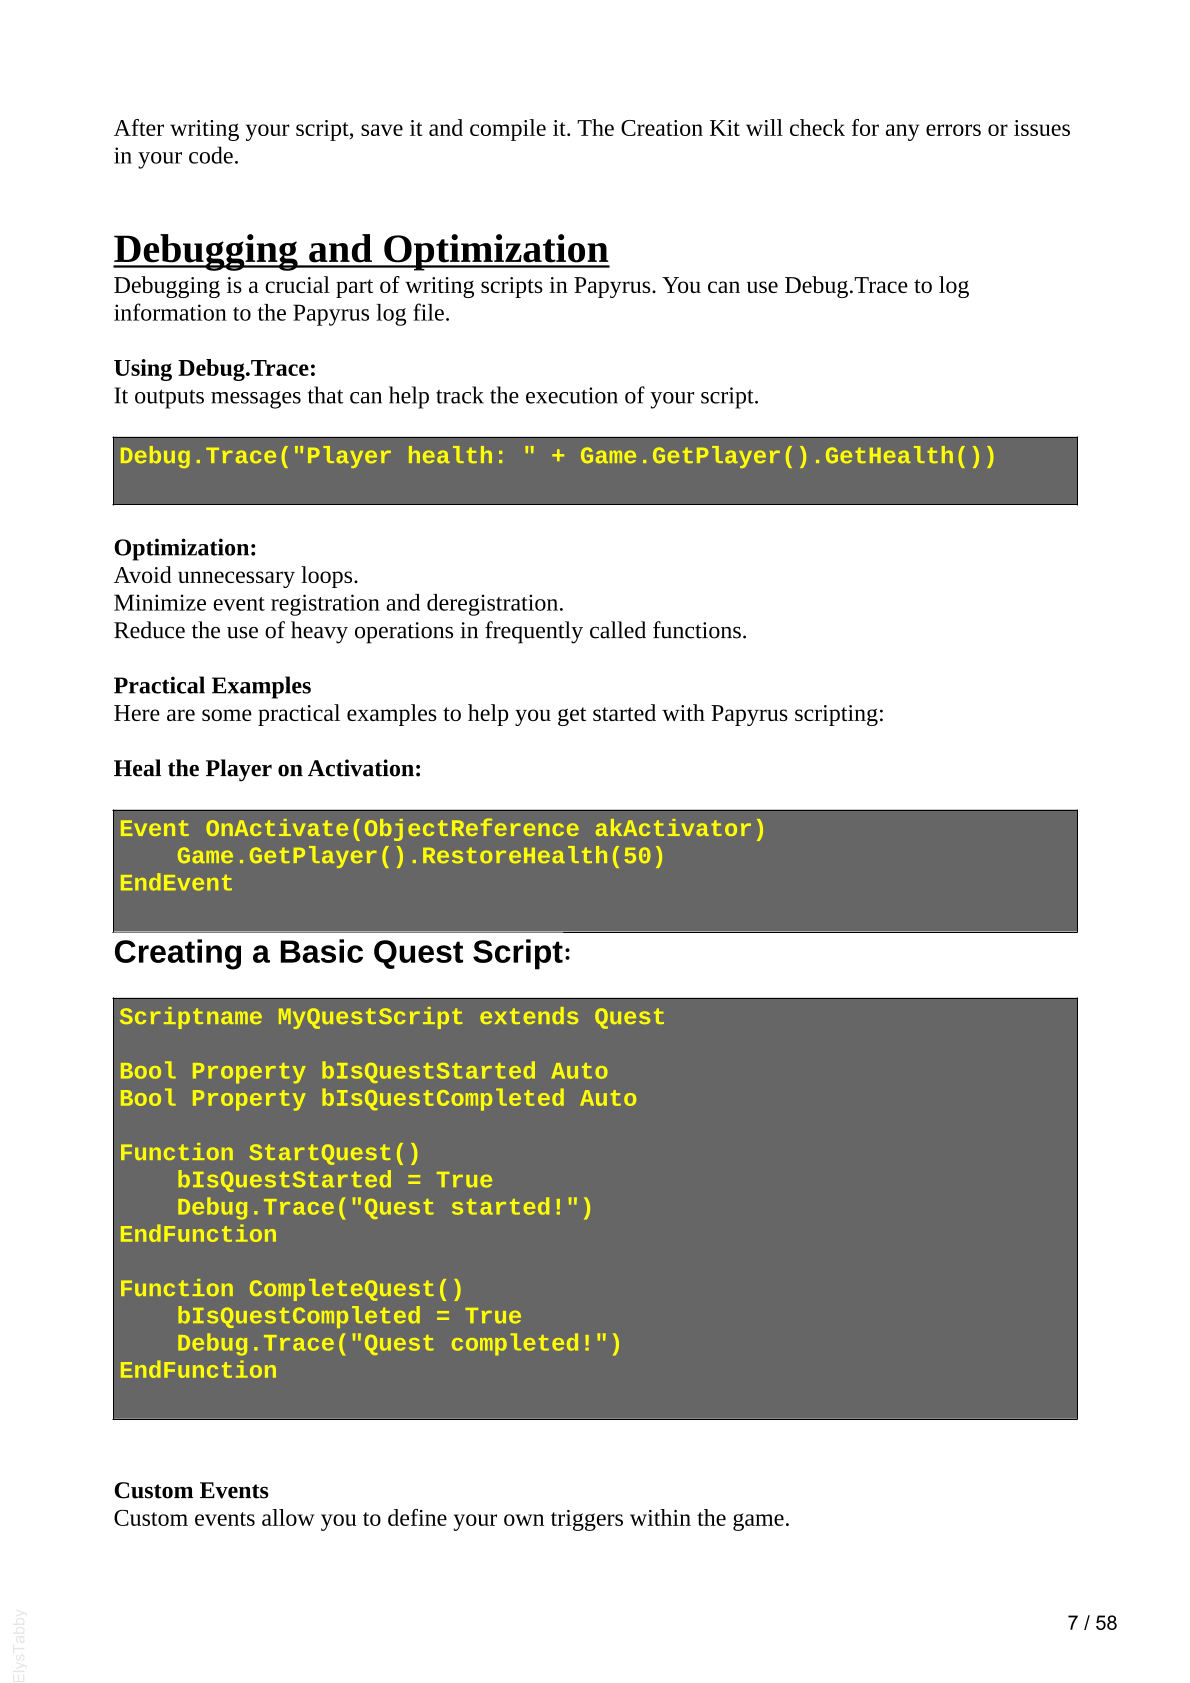 After writing your script, save it and compile it. The Creation Kit will check for any errors or issues
in your code.
Debugging and Optimization
Debugging is a crucial part of writing scripts in Papyrus. You can use Debug.Trace to log
information to the Papyrus log file.
Using Debug.Trace:
It outputs messages that can help track the execution of your script.
Debug.Trace("Player health: " + Game.GetPlayer().GetHealth())
Optimization:
Avoid unnecessary loops.
Minimize event registration and deregistration.
Reduce the use of heavy operations in frequently called functions.
Practical Examples
Here are some practical examples to help you get started with Papyrus scripting:
Heal the Player on Activation:
Event OnActivate(ObjectReference akActivator)
    Game.GetPlayer().RestoreHealth(50)
EndEvent
Creating a Basic Quest Script:
Scriptname MyQuestScript extends Quest
Bool Property bIsQuestStarted Auto
Bool Property bIsQuestCompleted Auto
Function StartQuest()
    bIsQuestStarted = True
    Debug.Trace("Quest started!")
EndFunction
Function CompleteQuest()
    bIsQuestCompleted = True
    Debug.Trace("Quest completed!")
EndFunction
Custom Events
Custom events allow you to define your own triggers within the game.
7 / 58
ElysTabby